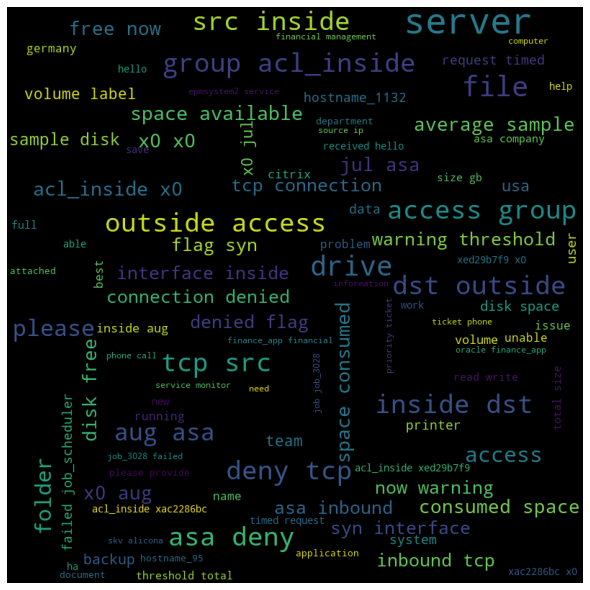 src inside
server
free now
financial management
computer
germany
group acl_inside
request timed
hello
file
help
epmsystem2 service
volume label
hostname_1132
space available
department
average sample
source ip
sample disk
x0 x0
x0 jul
received hello
asa company
save
jul asa
citrix
size gb
acl_inside x0
tcp connection
usa
data
access group
outside access
full
flag syn
problem
warning threshold
user
able
drive
xed29b7f9 x0
attached
best
interface inside
information
dst outside
connection denied
work
disk space
please
inside aug
denied flag
space consumed
priority ticket
ticket phone
issue
finance_app financial
volume
unable
phone call
tcp src
oracle finance_app
disk free
service monitor
need
job job_3028
read write
total size
new
inside dst
running
printer
aug asa
team
access
folder
failed job_scheduler
job_3028 failed
please provide
deny tcp
acl_inside xed29b7f9
x0 aug
name
now warning
acl_inside xac2286bc
asa inbound
consumed space
timed request
syn interface
skv alicona
asa deny
system
backup
hostname_95
application
inbound tcp
ha
document
threshold total
xac2286bc x0